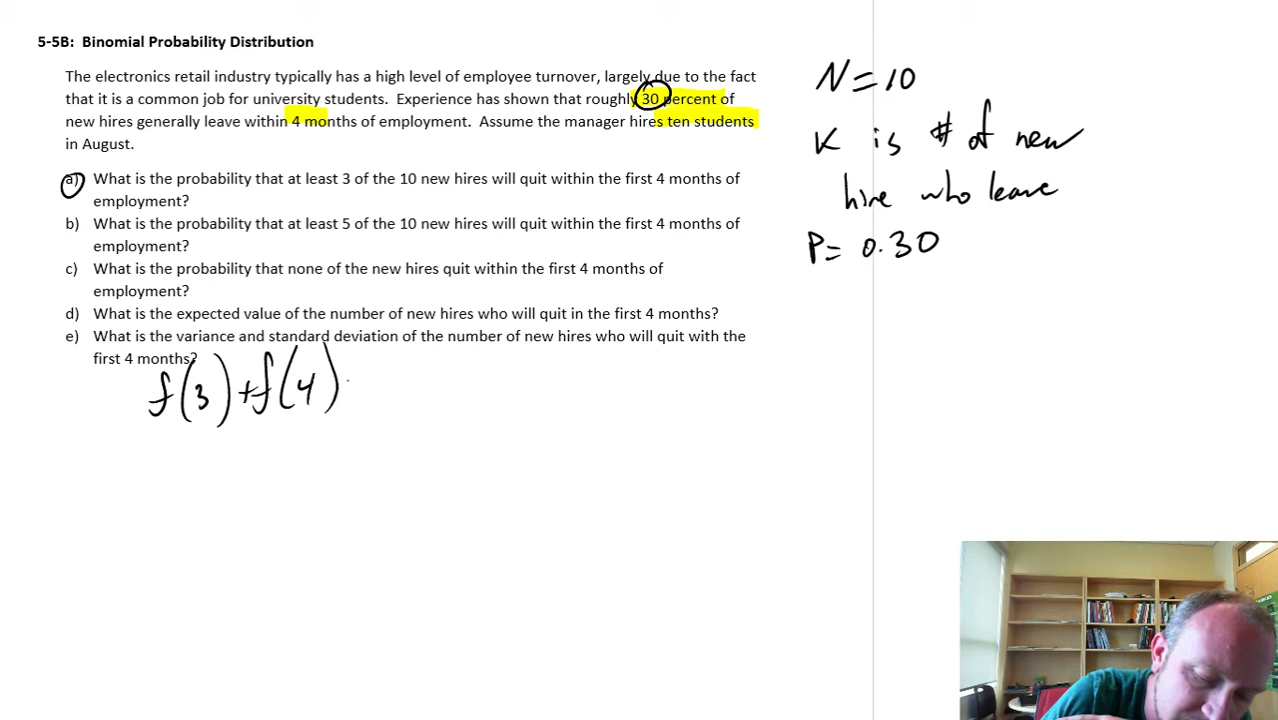 5-5B: Binomial Probability Distribution
The electronics retail industry typically has a high level of employee turnover, largely due to the fact
that it is a common job for university students. Experience has shown that roughly 30 percent of
new hires generally leave within 4 months of employment. Assume the manager hires ten students
in August.
a) What is the probability that at least 3 of the 10 new hires will quit within the first 4 months of
employment?
b) What is the probability that at least 5 of the 10 new hires will quit within the first 4 months of
employment?
c) What is the probability that none of the new hires quit within the first 4 months of
employment?
d) What is the expected value of the number of new hires who will quit in the first 4 months?
e) What is the variance and standard deviation of the number of new hires who will quit with the
first 4 months?
f(3)+f(4)
N=10
K is # of new
hire who leave
P= 0.30